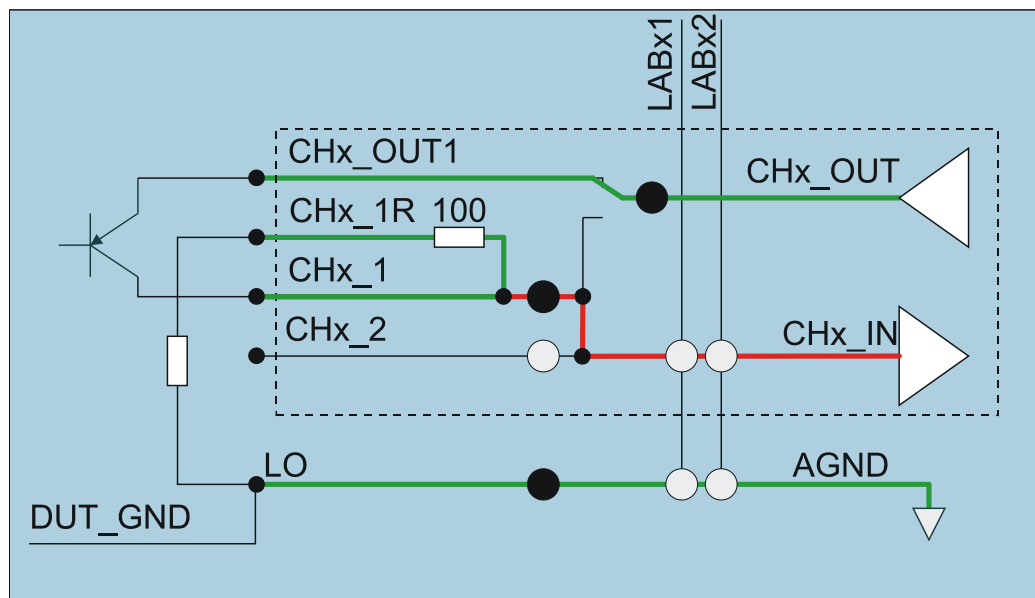 LABx1
LABx2
CHx_OUT1
CHx_OUT
CHx_1R 100
CHx_1
CHx_2
CHx_IN
LO
AGND
DUT_GND